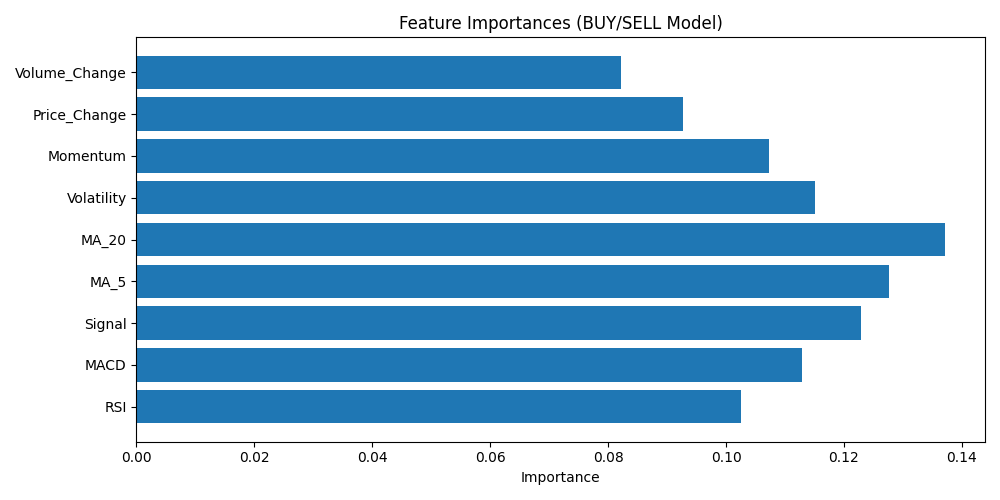 Feature Importances (BUY/SELL Model)
Volume_Change
Price_Change
Momentum
Volatility
MA_20
MA_5
Signal
MACD
RSI
0.00 0.02 0.04 0.06 0.08 0.10 0.12 0.14
Importance